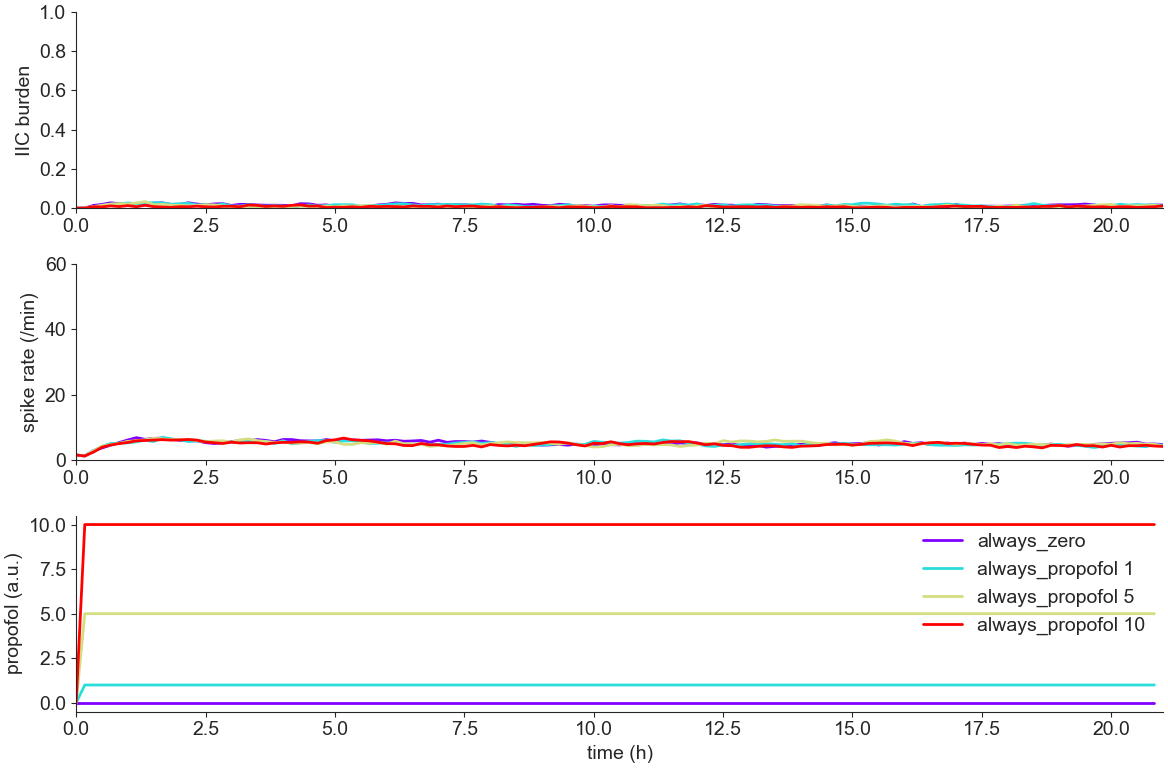 1.0
0.8
0.6
0.4
0.2
0.0
IIC burden
0.0 2.5 5.0 7.5 10.0 12.5 15.0 17.5 20.0
60
40
20
0
spike rate (/min)
0.0 2.5 5.0 7.5 10.0 12.5 15.0 17.5 20.0
10.0
7.5
5.0
2.5
0.0
propofol (a.u.)
always_zero
always_propofol 1
always_propofol 5
always_propofol 10
0.0 2.5 5.0 7.5 10.0 12.5 15.0 17.5 20.0
time (h)